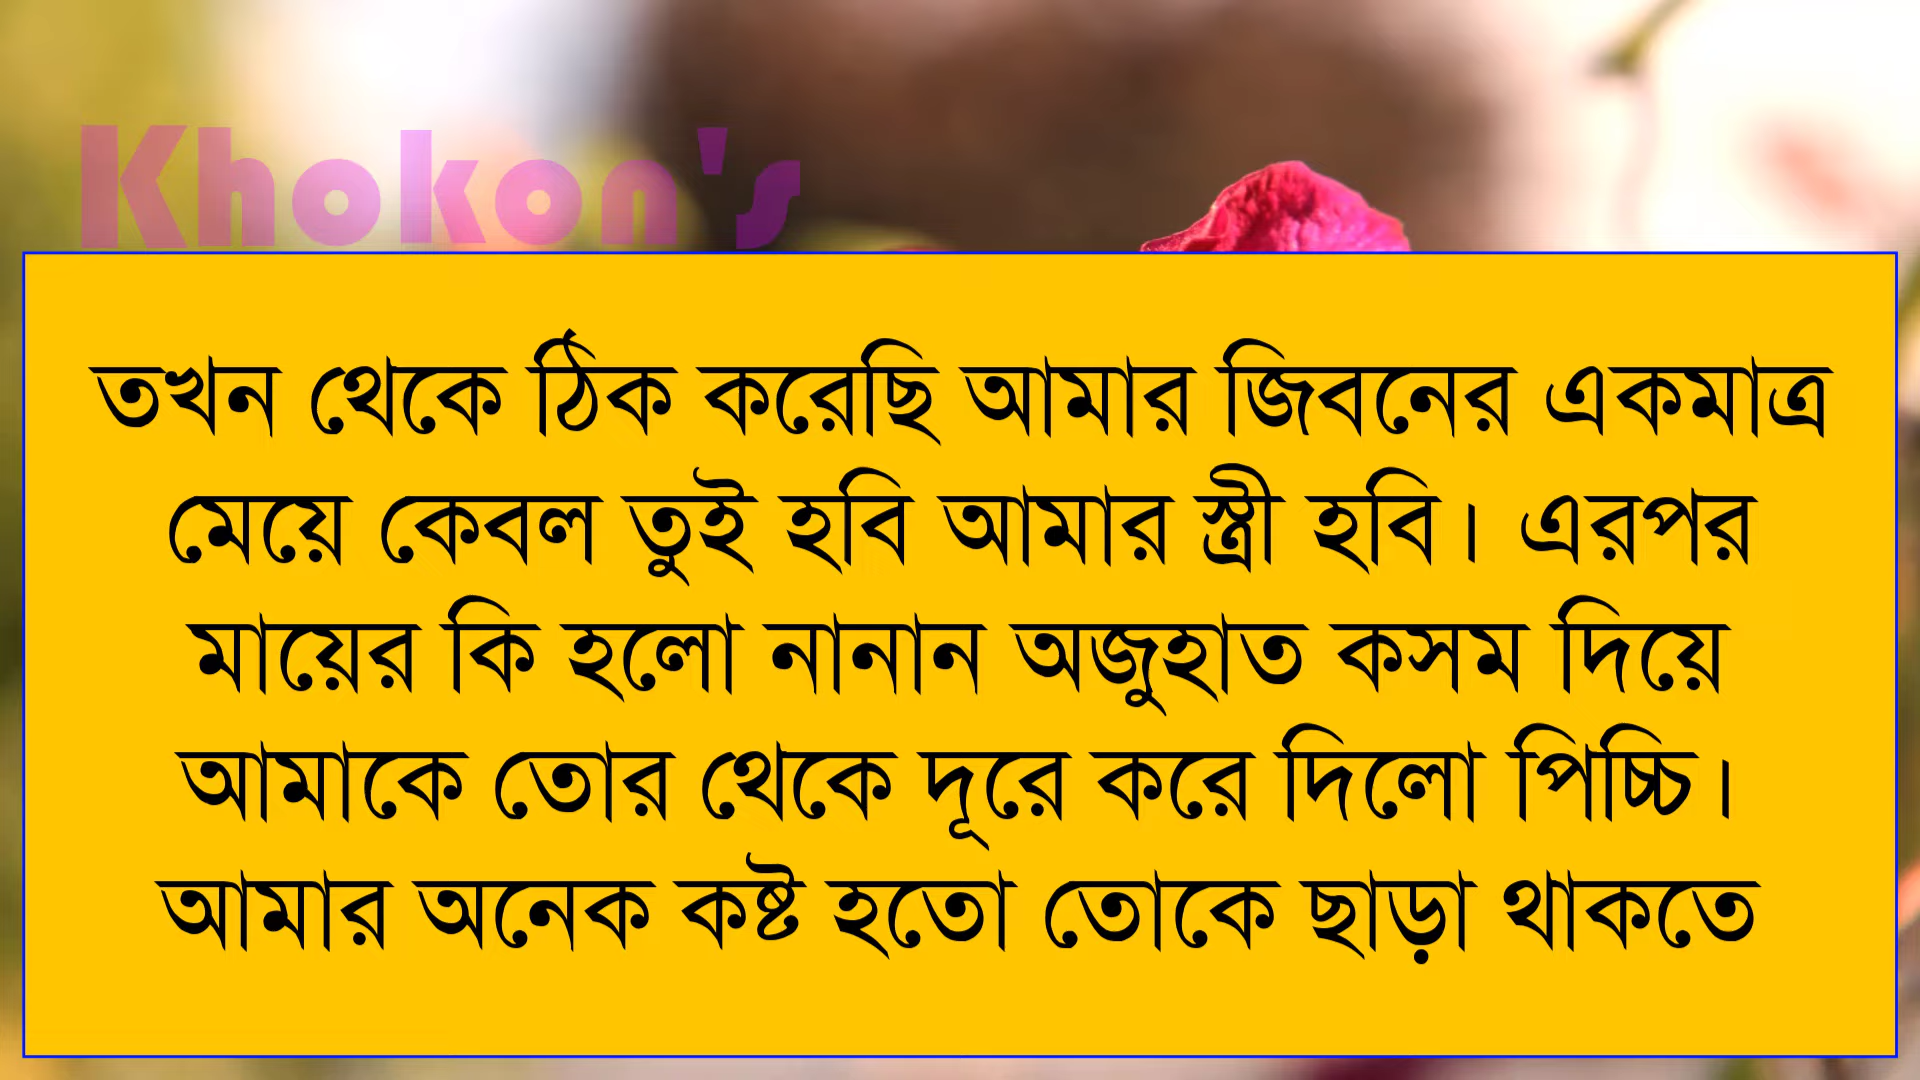 Khokon's
তখন থেকে ঠিক করেছি আমার জিবনের একমাত্র
মেয়ে কেবল তুই হবি আমার স্ত্রী হবি। এরপর
মায়ের কি হলো নানান অজুহাত কসম দিয়ে
আমাকে তোর থেকে দূরে করে দিলো পিচ্চি।
আমার অনেক কষ্ট হতো তোকে ছাড়া থাকতে